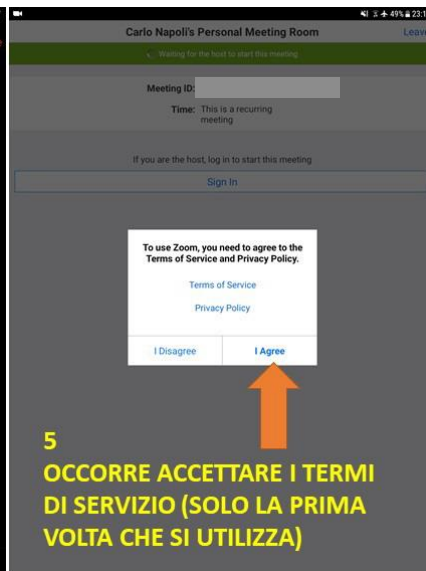 49% 23:1
Carlo Napoli's Personal Meeting Room
Leave
Waiting for the host to start this meeting
Meeting ID:
Time: This is a recurring
meeting
If you are the host, log in to start this meeting
Sign In
To use Zoom, you need to agree to the
Terms of Service and Privacy Policy.
Terms of Service
Privacy Policy
I Disagree
I Agree
5
OCCORRE ACCETTARE I TERMI
DI SERVIZIO (SOLO LA PRIMA
VOLTA CHE SI UTILIZZA)